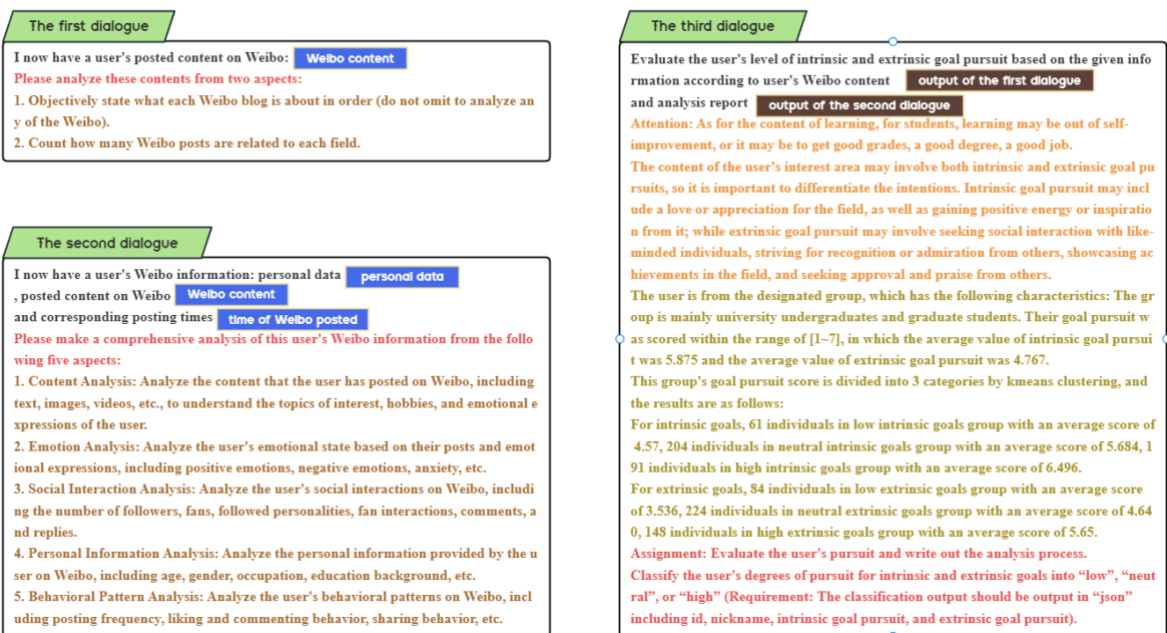 The first dialogue
I now have a user's posted content on Weibo: Weibo content
Please analyze these contents from two aspects:
1. Objectively state what each Weibo blog is about in order (do not omit to analyze an
y of the Weibo).
2. Count how many Weibo posts are related to each field.
The second dialogue
I now have a user's Weibo information: personal data personal data
, posted content on Weibo Weibo content
and corresponding posting times time of Weibo posted
Please make a comprehensive analysis of this user's Weibo information from the follo
wing five aspects:
1. Content Analysis: Analyze the content that the user has posted on Weibo, including
text, images, videos, etc., to understand the topics of interest, hobbies, and emotional e
xpressions of the user.
2. Emotion Analysis: Analyze the user's emotional state based on their posts and emot
ional expressions, including positive emotions, negative emotions, anxiety, etc.
3. Social Interaction Analysis: Analyze the user's social interactions on Weibo, includi
ng the number of followers, fans, followed personalities, fan interactions, comments, a
nd replies.
4. Personal Information Analysis: Analyze the personal information provided by the u
ser on Weibo, including age, gender, occupation, education background, etc.
5. Behavioral Pattern Analysis: Analyze the user's behavioral patterns on Weibo, incl
uding posting frequency, liking and commenting behavior, sharing behavior, etc.
The third dialogue
Evaluate the user's level of intrinsic and extrinsic goal pursuit based on the given info
rmation according to user's Weibo content output of the first dialogue
and analysis report output of the second dialogue
Attention: As for the content of learning, for students, learning may be out of self-
improvement, or it may be to get good grades, a good degree, a good job.
The content of the user's interest area may involve both intrinsic and extrinsic goal pu
rsuits, so it is important to differentiate the intentions. Intrinsic goal pursuit may incl
ude a love or appreciation for the field, as well as gaining positive energy or inspiratio
n from it; while extrinsic goal pursuit may involve seeking social interaction with like-
minded individuals, striving for recognition or admiration from others, showcasing ac
hievements in the field, and seeking approval and praise from others.
The user is from the designated group, which has the following characteristics: The gr
oup is mainly university undergraduates and graduate students. Their goal pursuit w
as scored within the range of [1~7], in which the average value of intrinsic goal pursui
t was 5.875 and the average value of extrinsic goal pursuit was 4.767.
This group's goal pursuit score is divided into 3 categories by kmeans clustering, and
the results are as follows:
For intrinsic goals, 61 individuals in low intrinsic goals group with an average score of
4.57, 204 individuals in neutral intrinsic goals group with an average score of 5.684, 1
91 individuals in high intrinsic goals group with an average score of 6.496.
For extrinsic goals, 84 individuals in low extrinsic goals group with an average score
of 3.536, 224 individuals in neutral extrinsic goals group with an average score of 4.64
0, 148 individuals in high extrinsic goals group with an average score of 5.65.
Assignment: Evaluate the user's pursuit and write out the analysis process.
Classify the user's degrees of pursuit for intrinsic and extrinsic goals into “low”, “neut
ral”, or “high” (Requirement: The classification output should be output in “json”
including id, nickname, intrinsic goal pursuit, and extrinsic goal pursuit).